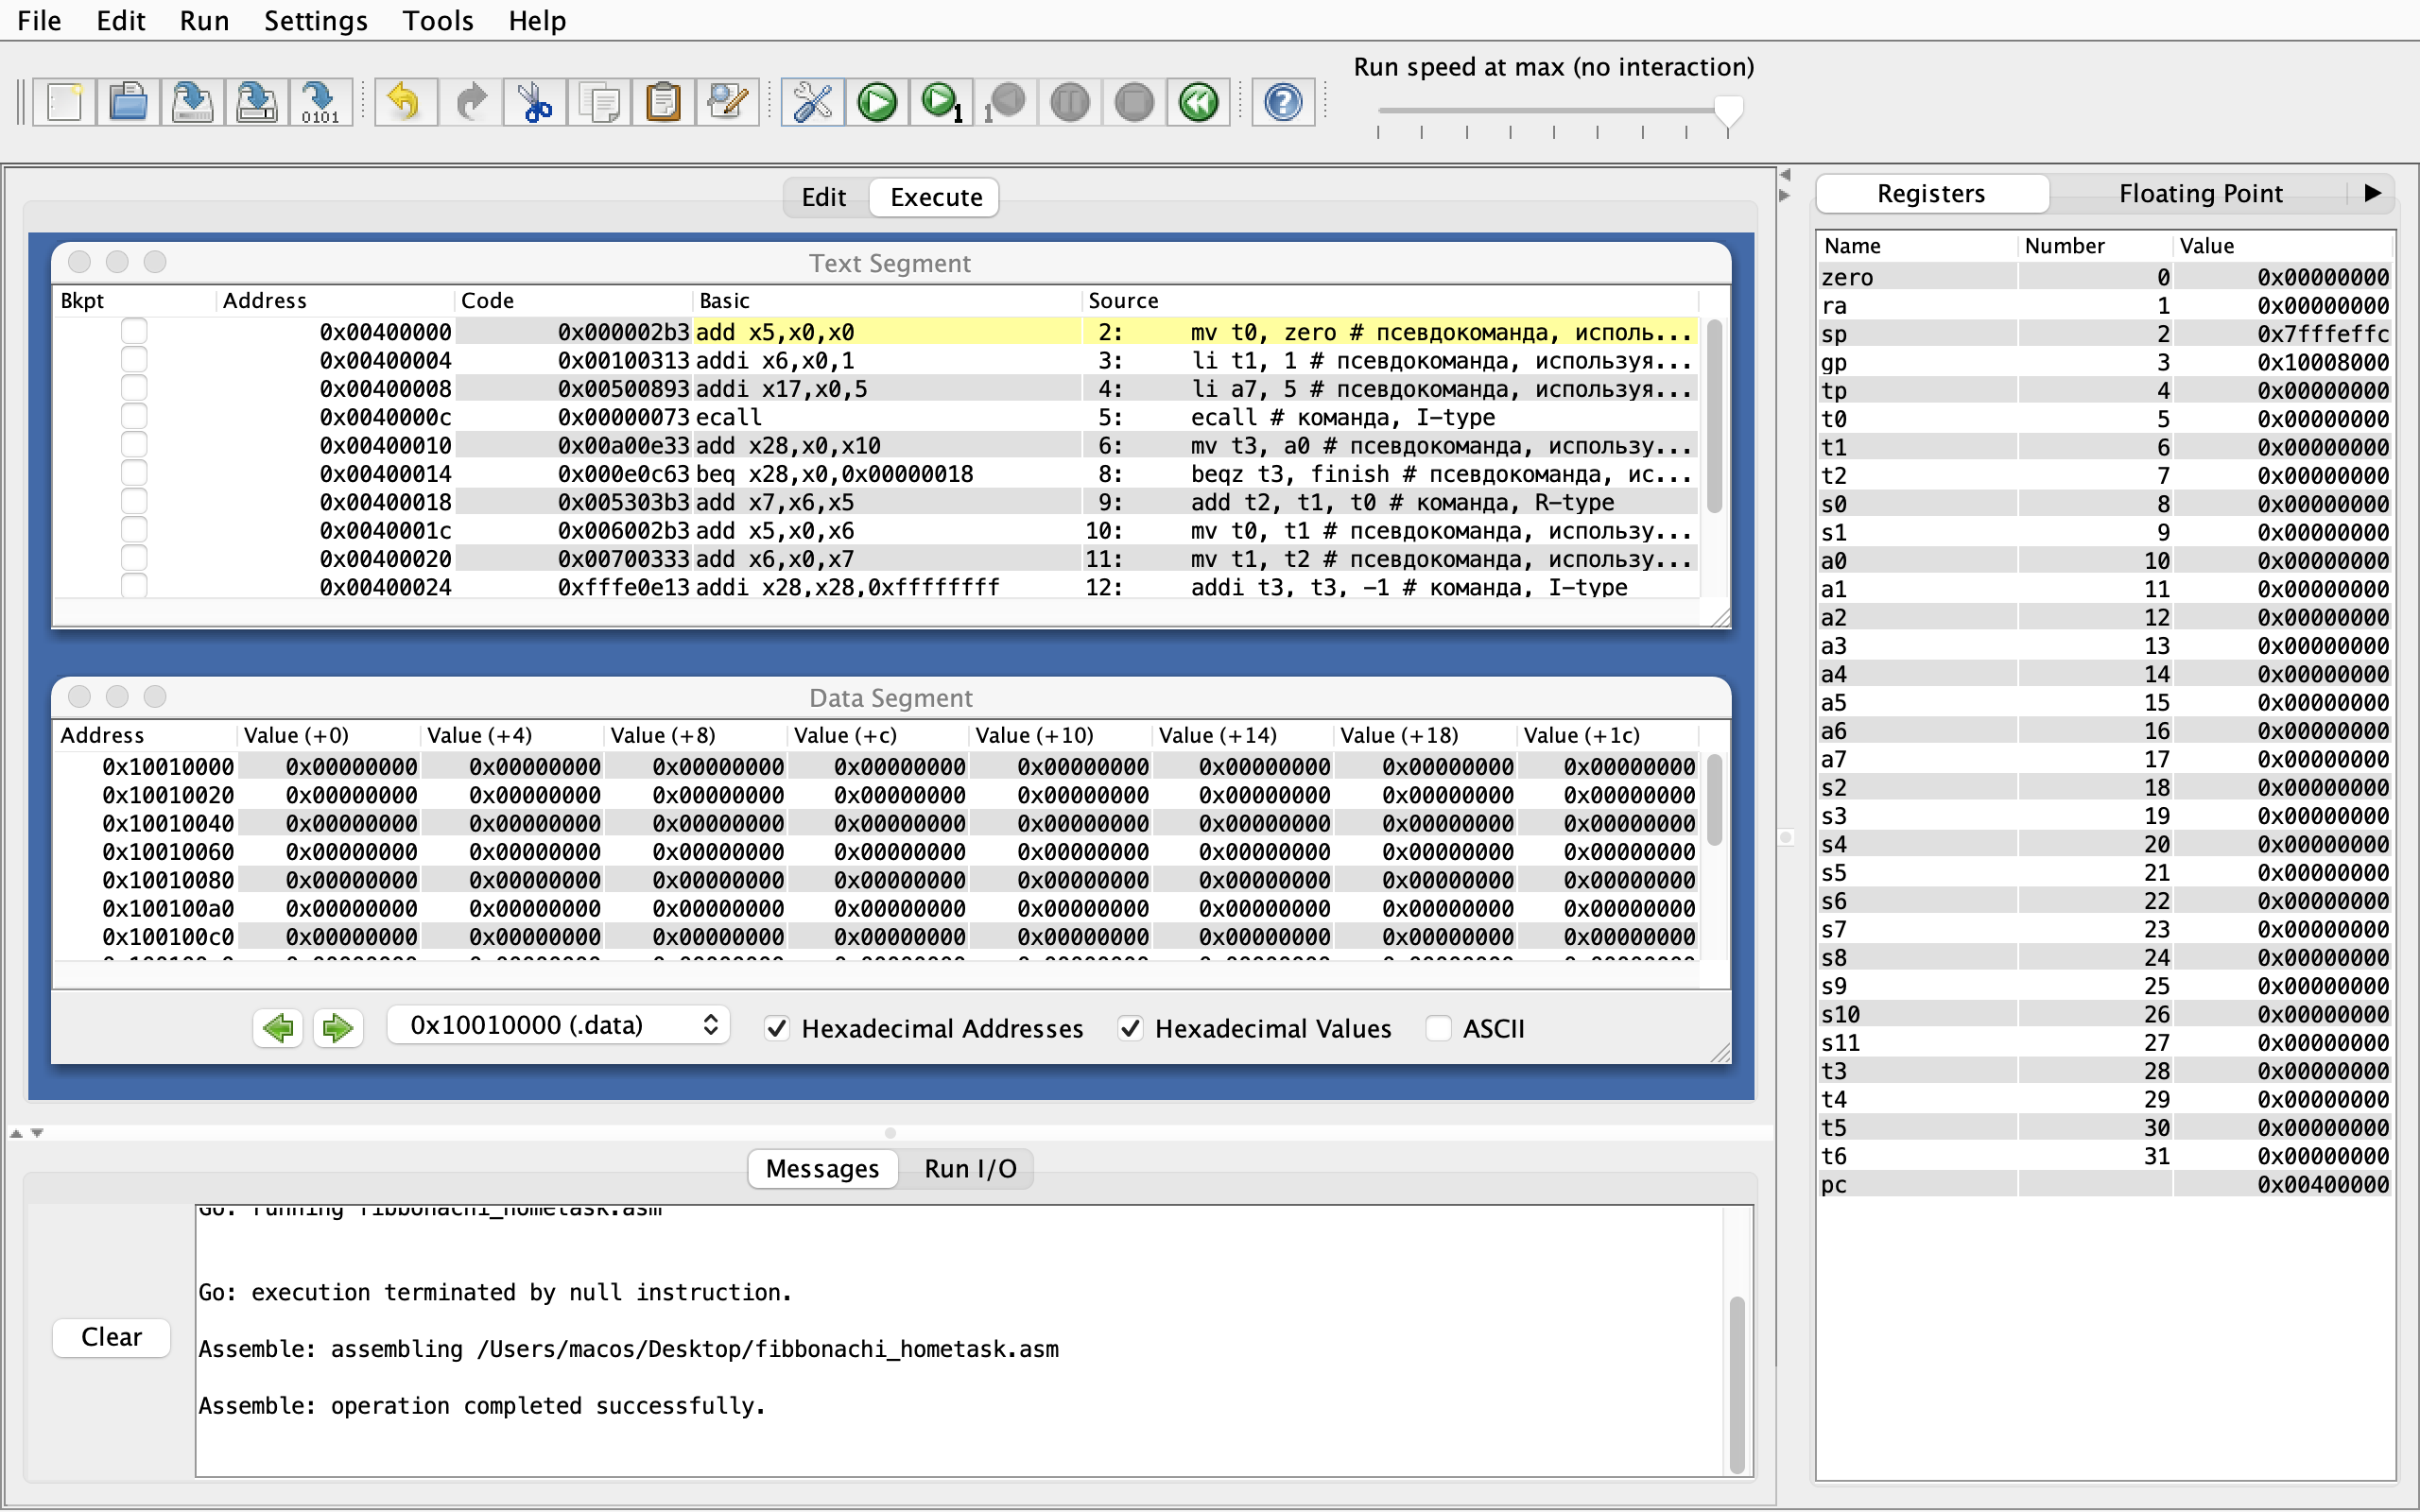 File Edit Run Settings Tools Help
Run speed at max (no interaction)
0101
1
1
Edit Execute
Text Segment
Bkpt Address Code Basic Source
0x00400000 0x000002b3 add x5,x0,x0 2: mv t0, zero # псевдокоманда, исполь...
0x00400004 0x00100313 addi x6,x0,1 3: li t1, 1 # псевдокоманда, используя...
0x00400008 0x00500893 addi x17,x0,5 4: li a7, 5 # псевдокоманда, используя...
0x0040000c 0x00000073 ecall 5: ecall # команда, I-type
0x00400010 0x00a00e33 add x28,x0,x10 6: mv t3, a0 # псевдокоманда, использу...
0x00400014 0x000e0c63 beq x28,x0,0x00000018 8: beqz t3, finish # псевдокоманда, ис...
0x00400018 0x005303b3 add x7,x6,x5 9: add t2, t1, t0 # команда, R-type
0x0040001c 0x006002b3 add x5,x0,x6 10: mv t0, t1 # псевдокоманда, использу...
0x00400020 0x00700333 add x6,x0,x7 11: mv t1, t2 # псевдокоманда, использу...
0x00400024 0xfffe0e13 addi x28,x28,0xffffffff 12: addi t3, t3, -1 # команда, I-type
Data Segment
Address Value (+0) Value (+4) Value (+8) Value (+c) Value (+10) Value (+14) Value (+18) Value (+1c)
0x10010000 0x00000000 0x00000000 0x00000000 0x00000000 0x00000000 0x00000000 0x00000000 0x00000000
0x10010020 0x00000000 0x00000000 0x00000000 0x00000000 0x00000000 0x00000000 0x00000000 0x00000000
0x10010040 0x00000000 0x00000000 0x00000000 0x00000000 0x00000000 0x00000000 0x00000000 0x00000000
0x10010060 0x00000000 0x00000000 0x00000000 0x00000000 0x00000000 0x00000000 0x00000000 0x00000000
0x10010080 0x00000000 0x00000000 0x00000000 0x00000000 0x00000000 0x00000000 0x00000000 0x00000000
0x100100a0 0x00000000 0x00000000 0x00000000 0x00000000 0x00000000 0x00000000 0x00000000 0x00000000
0x100100c0 0x00000000 0x00000000 0x00000000 0x00000000 0x00000000 0x00000000 0x00000000 0x00000000
0x10010000 (.data) Hexadecimal Addresses Hexadecimal Values ASCII
Messages Run I/O
Go: running fibbonachi_hometask.asm
Go: execution terminated by null instruction.
Assemble: assembling /Users/macos/Desktop/fibbonachi_hometask.asm
Assemble: operation completed successfully.
Clear
Registers Floating Point
Name Number Value
zero 0 0x00000000
ra 1 0x00000000
sp 2 0x7fffeffc
gp 3 0x10008000
tp 4 0x00000000
t0 5 0x00000000
t1 6 0x00000000
t2 7 0x00000000
s0 8 0x00000000
s1 9 0x00000000
a0 10 0x00000000
a1 11 0x00000000
a2 12 0x00000000
a3 13 0x00000000
a4 14 0x00000000
a5 15 0x00000000
a6 16 0x00000000
a7 17 0x00000000
s2 18 0x00000000
s3 19 0x00000000
s4 20 0x00000000
s5 21 0x00000000
s6 22 0x00000000
s7 23 0x00000000
s8 24 0x00000000
s9 25 0x00000000
s10 26 0x00000000
s11 27 0x00000000
t3 28 0x00000000
t4 29 0x00000000
t5 30 0x00000000
t6 31 0x00000000
pc 0x00400000